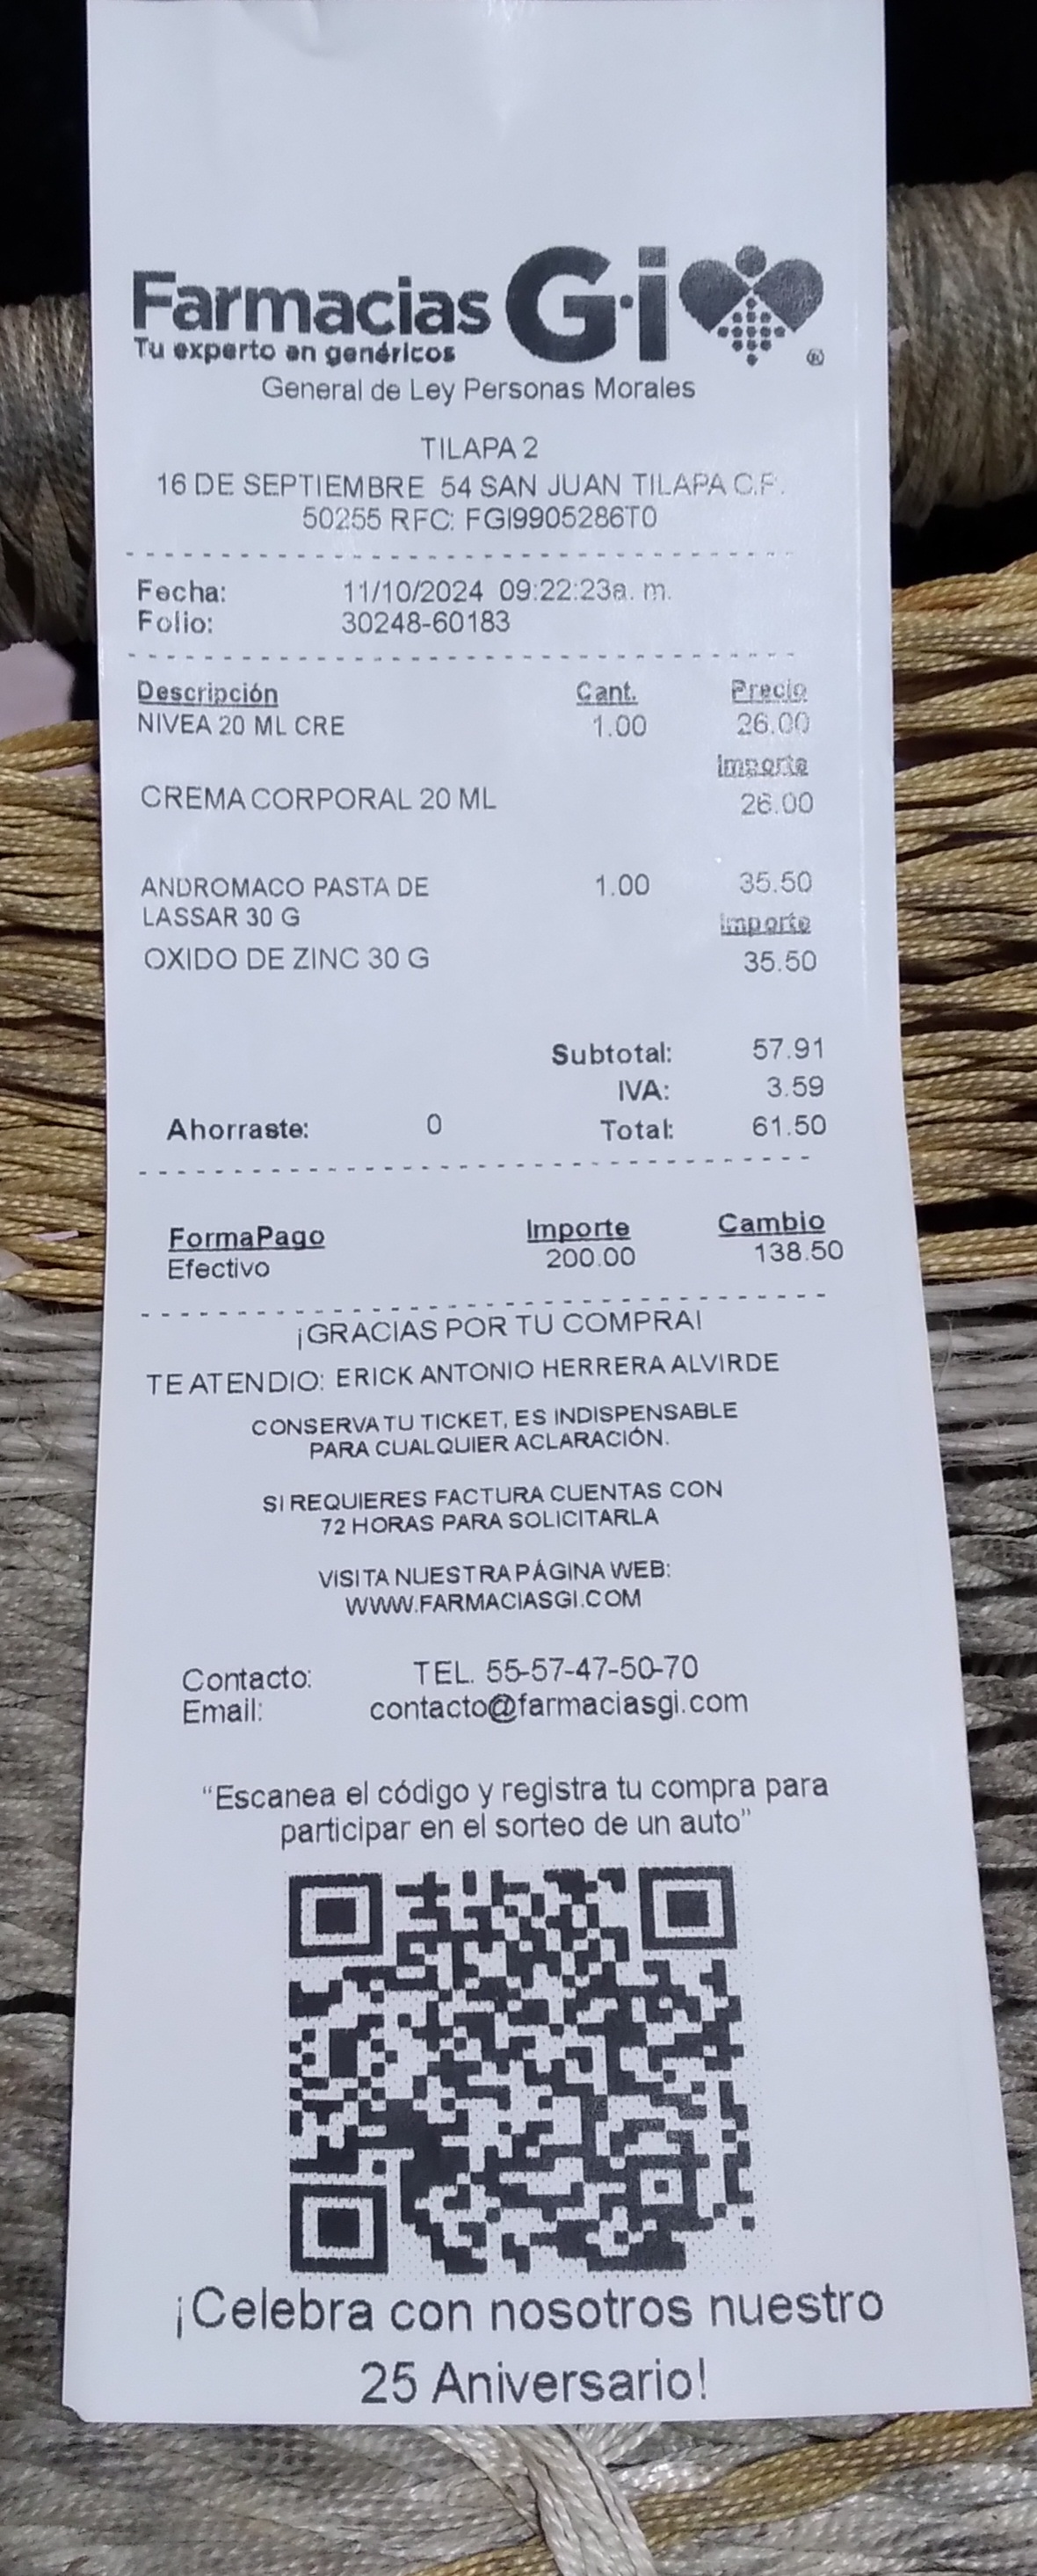 Farmacias G·i ®
Tu experto en genéricos
General de Ley Personas Morales
TILAPA 2
16 DE SEPTIEMBRE 54 SAN JUAN TILAPA C.P.
50255 RFC: FGI9905286T0
Fecha: 11/10/2024 09:22:23a. m.
Folio: 30248-60183
Descripción Cant. Precio
NIVEA 20 ML CRE 1.00 26.00
Importe
CREMA CORPORAL 20 ML 26.00
ANDROMACO PASTA DE 1.00 35.50
LASSAR 30 G Importe
OXIDO DE ZINC 30 G 35.50
Subtotal: 57.91
IVA: 3.59
Ahorraste: 0 Total: 61.50
FormaPago Importe Cambio
Efectivo 200.00 138.50
¡GRACIAS POR TU COMPRA!
TE ATENDIO: ERICK ANTONIO HERRERA ALVIRDE
CONSERVA TU TICKET, ES INDISPENSABLE
PARA CUALQUIER ACLARACIÓN.
SI REQUIERES FACTURA CUENTAS CON
72 HORAS PARA SOLICITARLA
VISITA NUESTRA PÁGINA WEB:
WWW.FARMACIASGI.COM
Contacto: TEL. 55-57-47-50-70
Email: contacto@farmaciasgi.com
“Escanea el código y registra tu compra para
participar en el sorteo de un auto”
¡Celebra con nosotros nuestro
25 Aniversario!